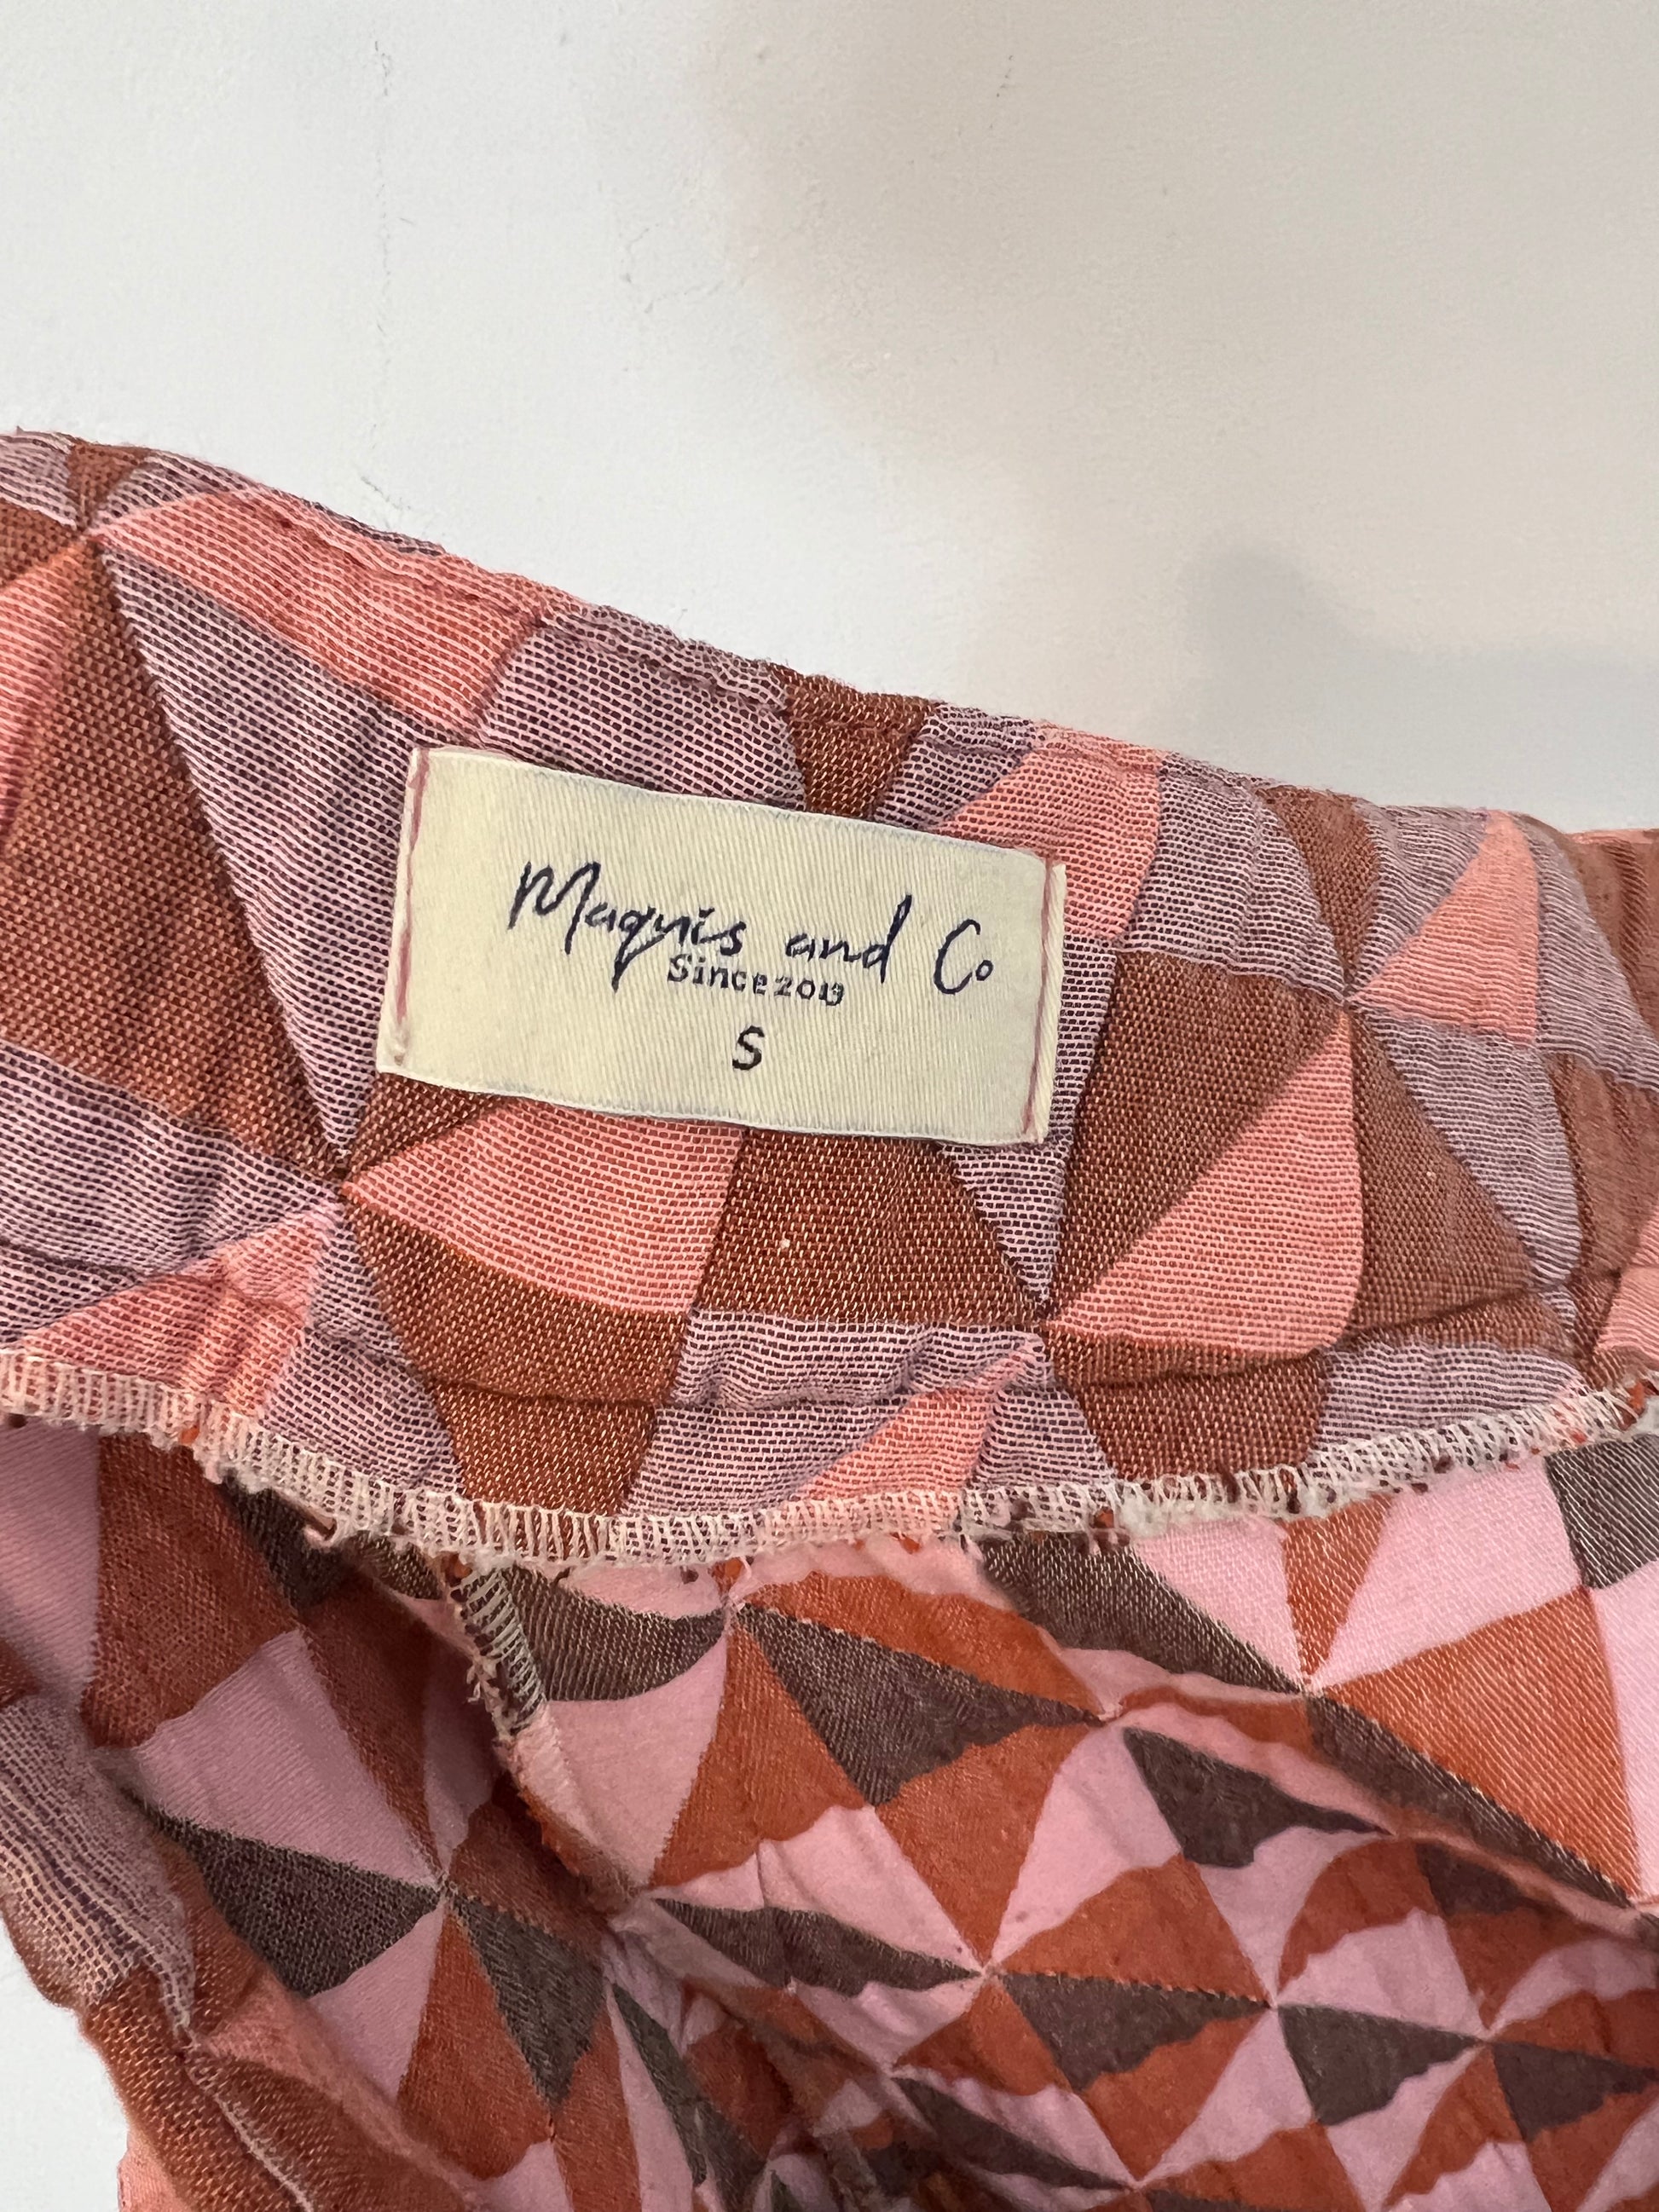 Maquis and Co
Since 2013
S